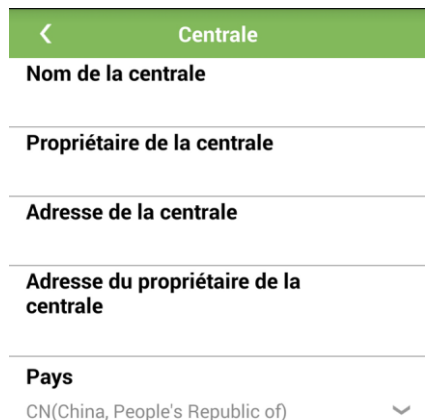 Centrale
Nom de la centrale
Propriétaire de la centrale
Adresse de la centrale
Adresse du propriétaire de la
centrale
Pays
CN(China, People's Republic of)